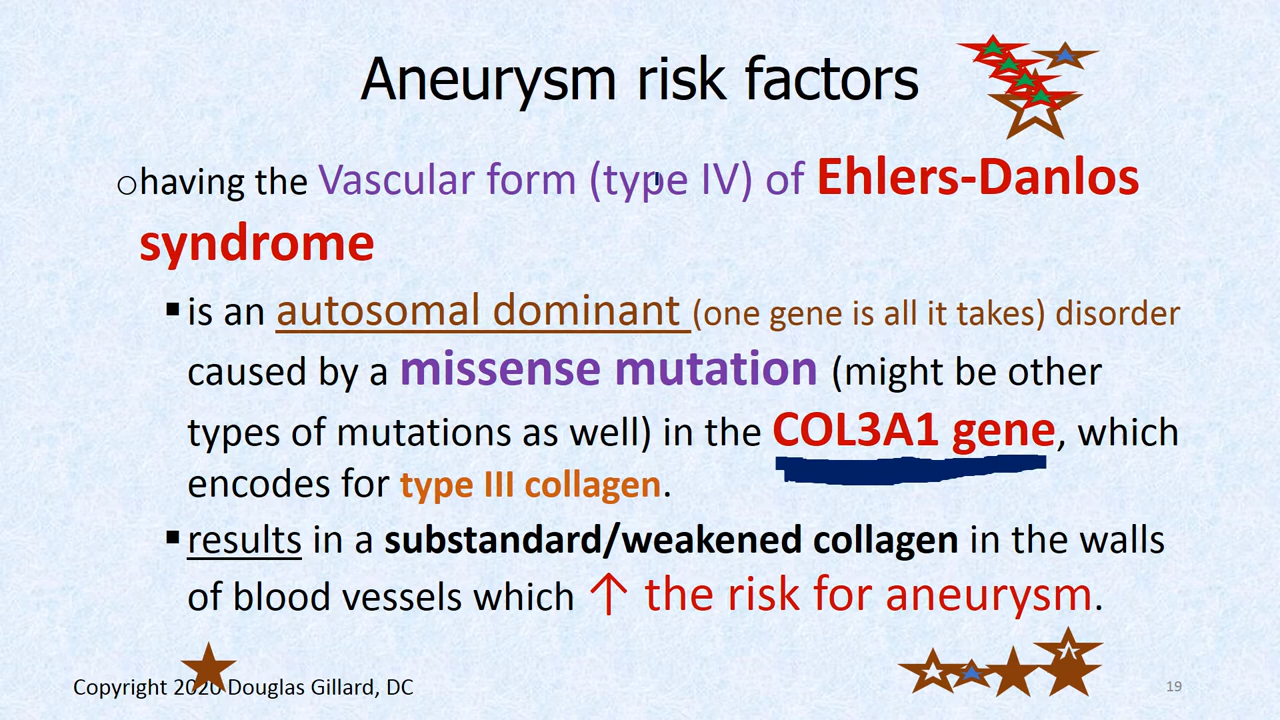 Aneurysm risk factors
○having the Vascular form (type IV) of Ehlers-Danlos
syndrome
▪is an autosomal dominant (one gene is all it takes) disorder
caused by a missense mutation (might be other
types of mutations as well) in the COL3A1 gene, which
encodes for type III collagen.
▪results in a substandard/weakened collagen in the walls
of blood vessels which ↑ the risk for aneurysm.
Copyright 2020 Douglas Gillard, DC
19